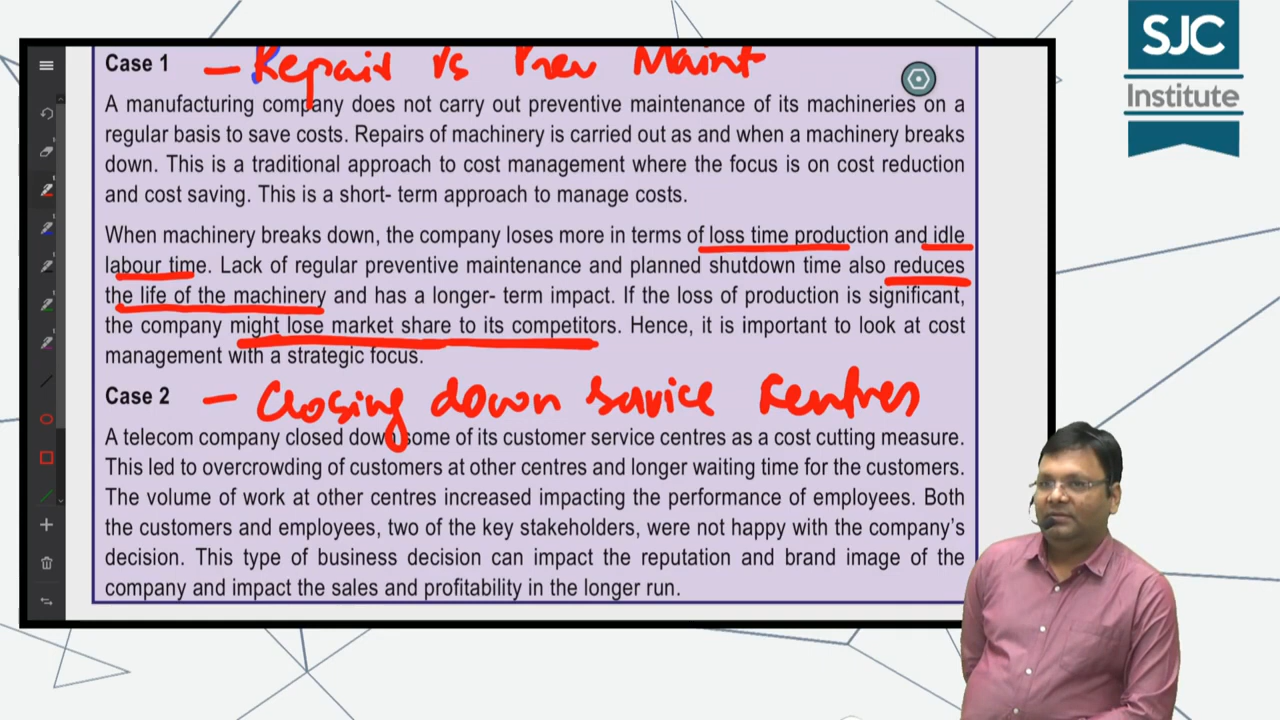 SJC
Institute
Case 1 – Repair vs Prev Maint
A manufacturing company does not carry out preventive maintenance of its machineries on a
regular basis to save costs. Repairs of machinery is carried out as and when a machinery breaks
down. This is a traditional approach to cost management where the focus is on cost reduction
and cost saving. This is a short- term approach to manage costs.
When machinery breaks down, the company loses more in terms of loss time production and idle
labour time. Lack of regular preventive maintenance and planned shutdown time also reduces
the life of the machinery and has a longer- term impact. If the loss of production is significant,
the company might lose market share to its competitors. Hence, it is important to look at cost
management with a strategic focus.
Case 2 – Closing down service Centres
A telecom company closed down some of its customer service centres as a cost cutting measure.
This led to overcrowding of customers at other centres and longer waiting time for the customers.
The volume of work at other centres increased impacting the performance of employees. Both
the customers and employees, two of the key stakeholders, were not happy with the company's
decision. This type of business decision can impact the reputation and brand image of the
company and impact the sales and profitability in the longer run.